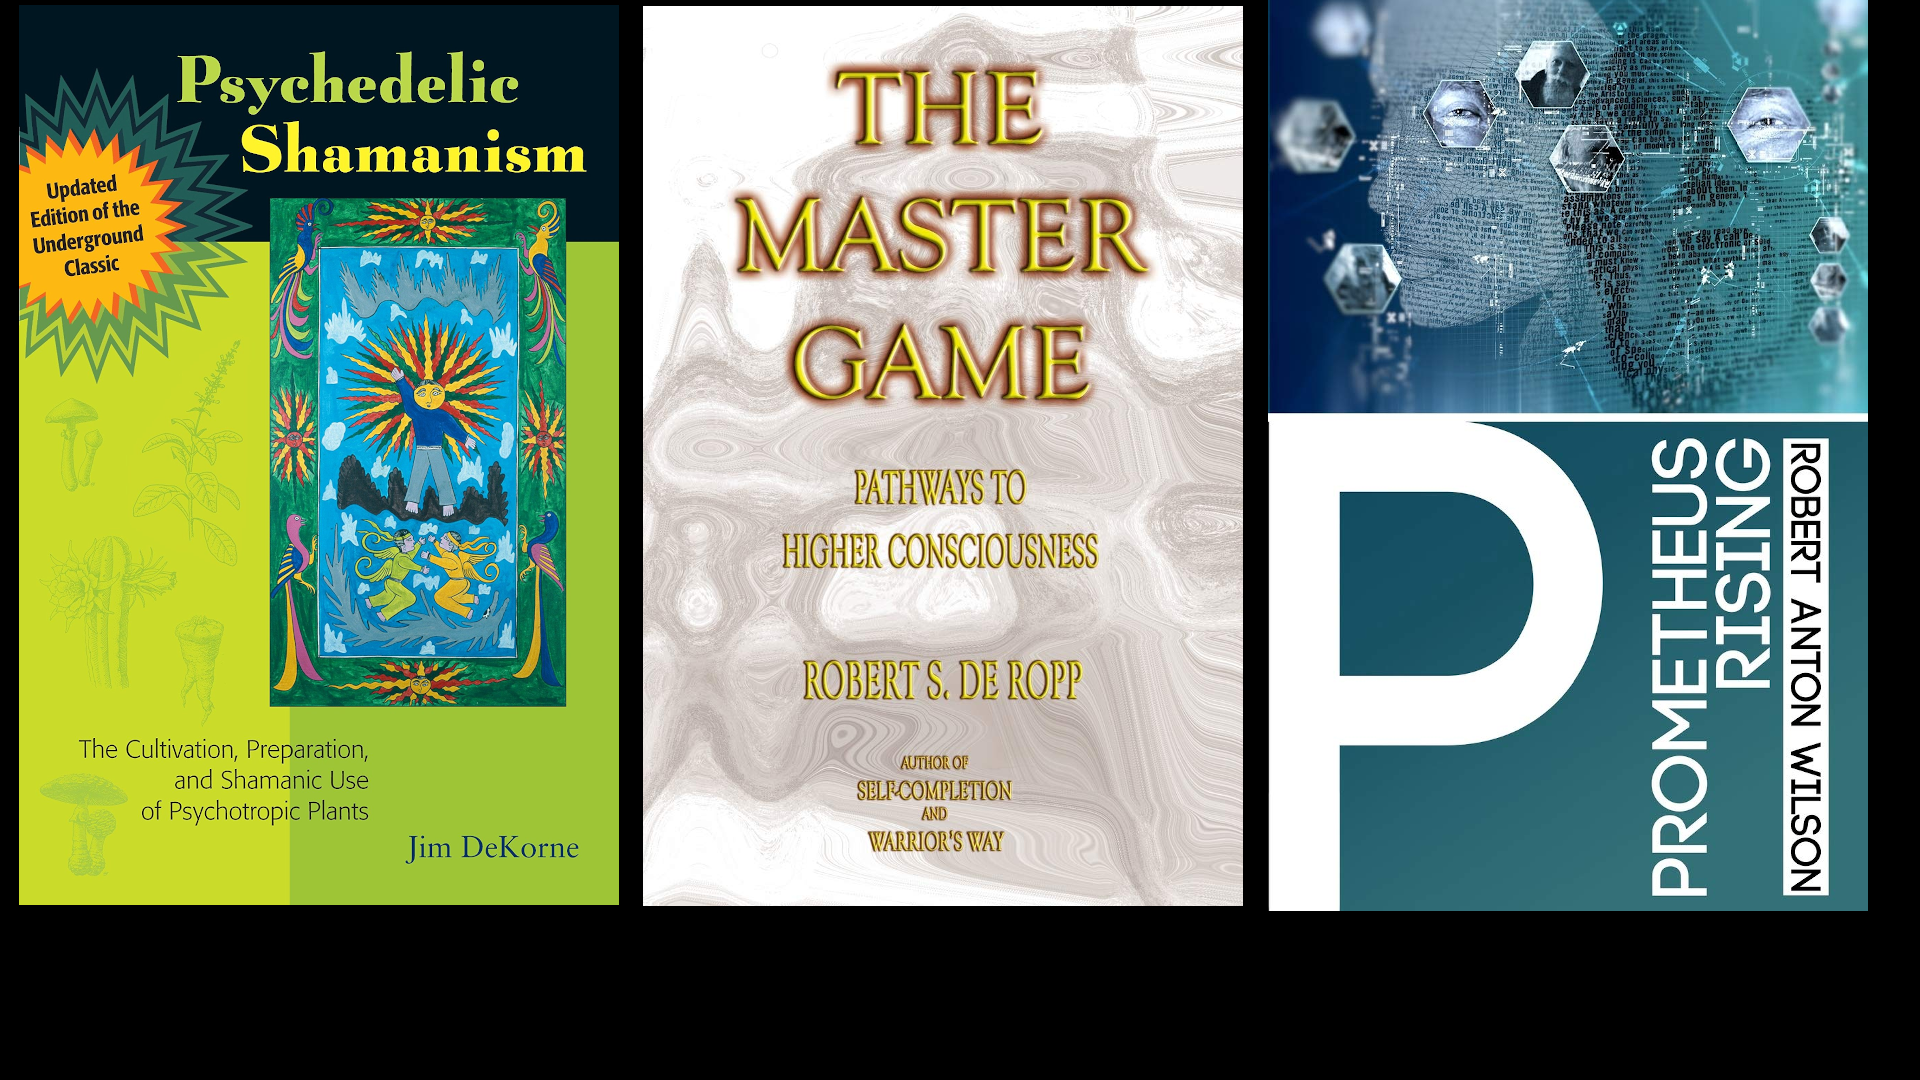 Psychedelic
Shamanism
Updated
Edition of the
Underground
Classic
The Cultivation, Preparation,
and Shamanic Use
of Psychotropic Plants
Jim DeKorne
THE
MASTER
GAME
PATHWAYS TO
HIGHER CONSCIOUSNESS
ROBERT S. DE ROPP
AUTHOR OF
SELF-COMPLETION
AND
WARRIOR'S WAY
P
PROMETHEUS
RISING
ROBERT ANTON WILSON